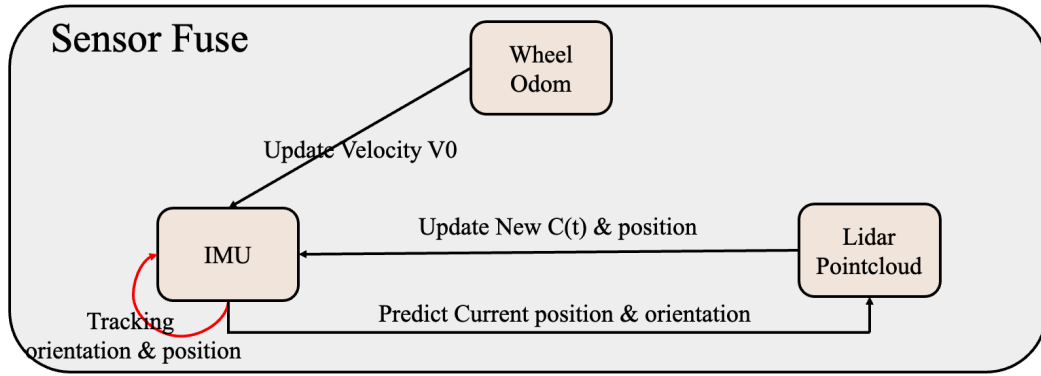 Sensor Fuse
Wheel
Odom
Update Velocity V0
Update New C(t) & position
IMU
Lidar
Pointcloud
Predict Current position & orientation
Tracking
orientation & position